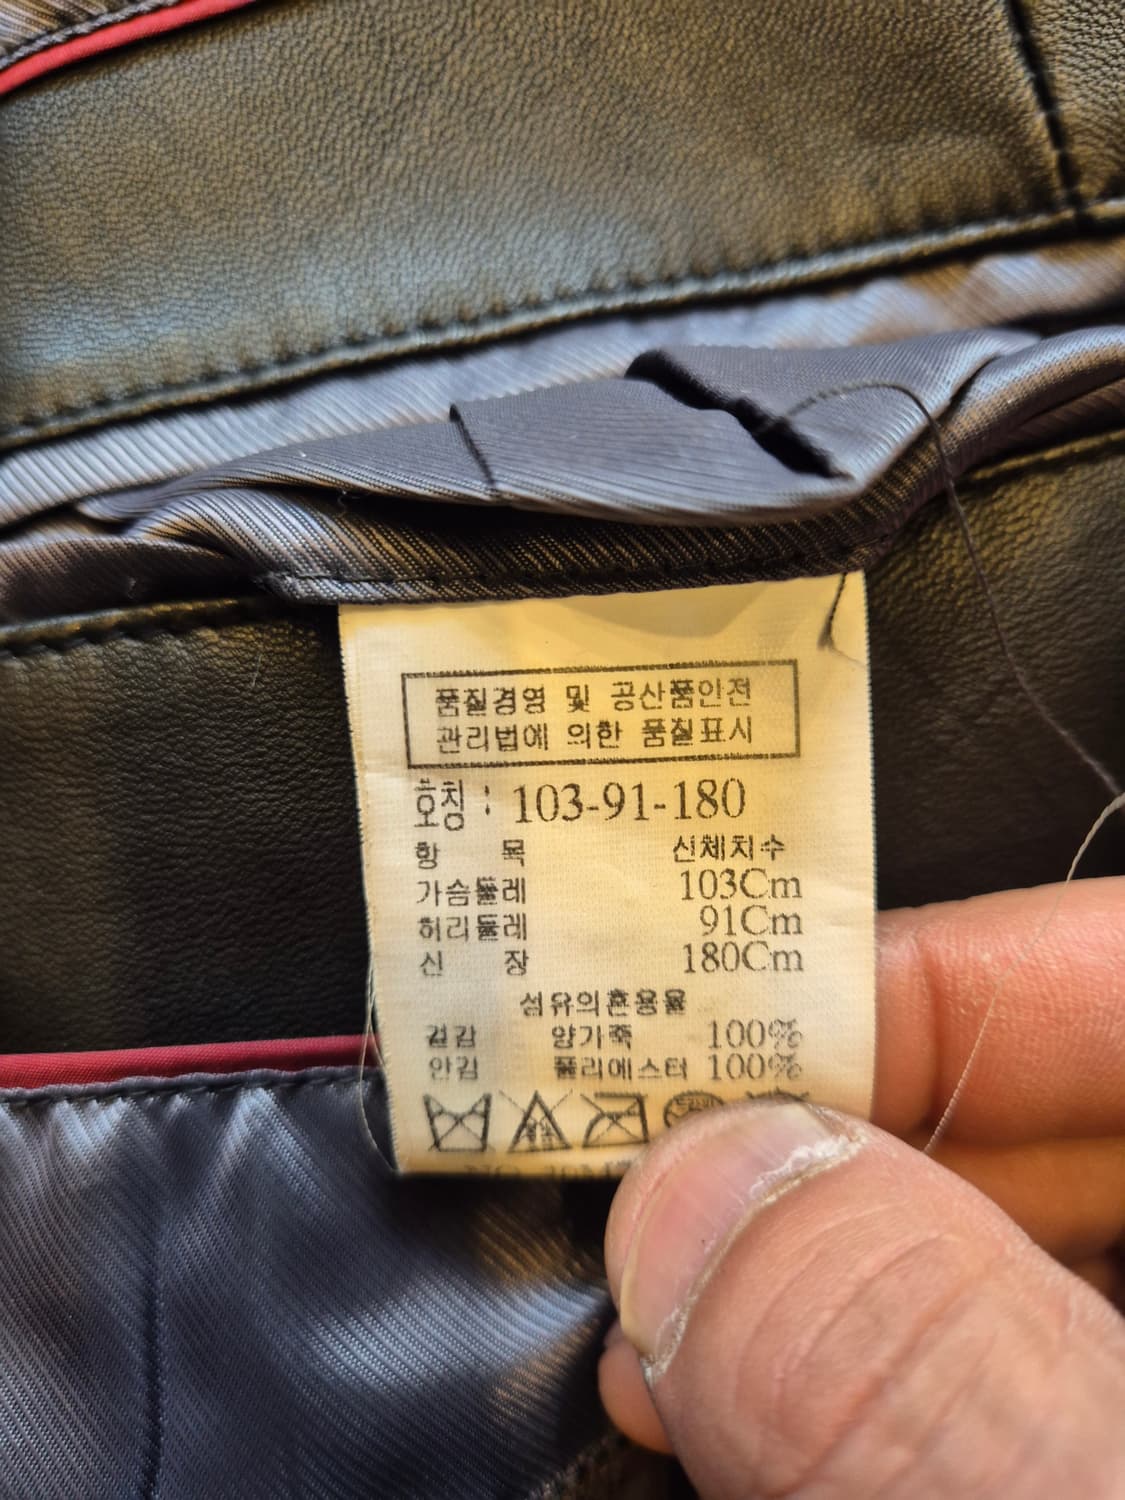 품질경영 및 공산품안전
관리법에 의한 품질표시
호칭 : 103-91-180
항 목 신체치수
가슴둘레 103Cm
허리둘레 91Cm
신 장 180Cm
섬유의혼용율
겉감 양가죽 100%
안감 폴리에스터 100%